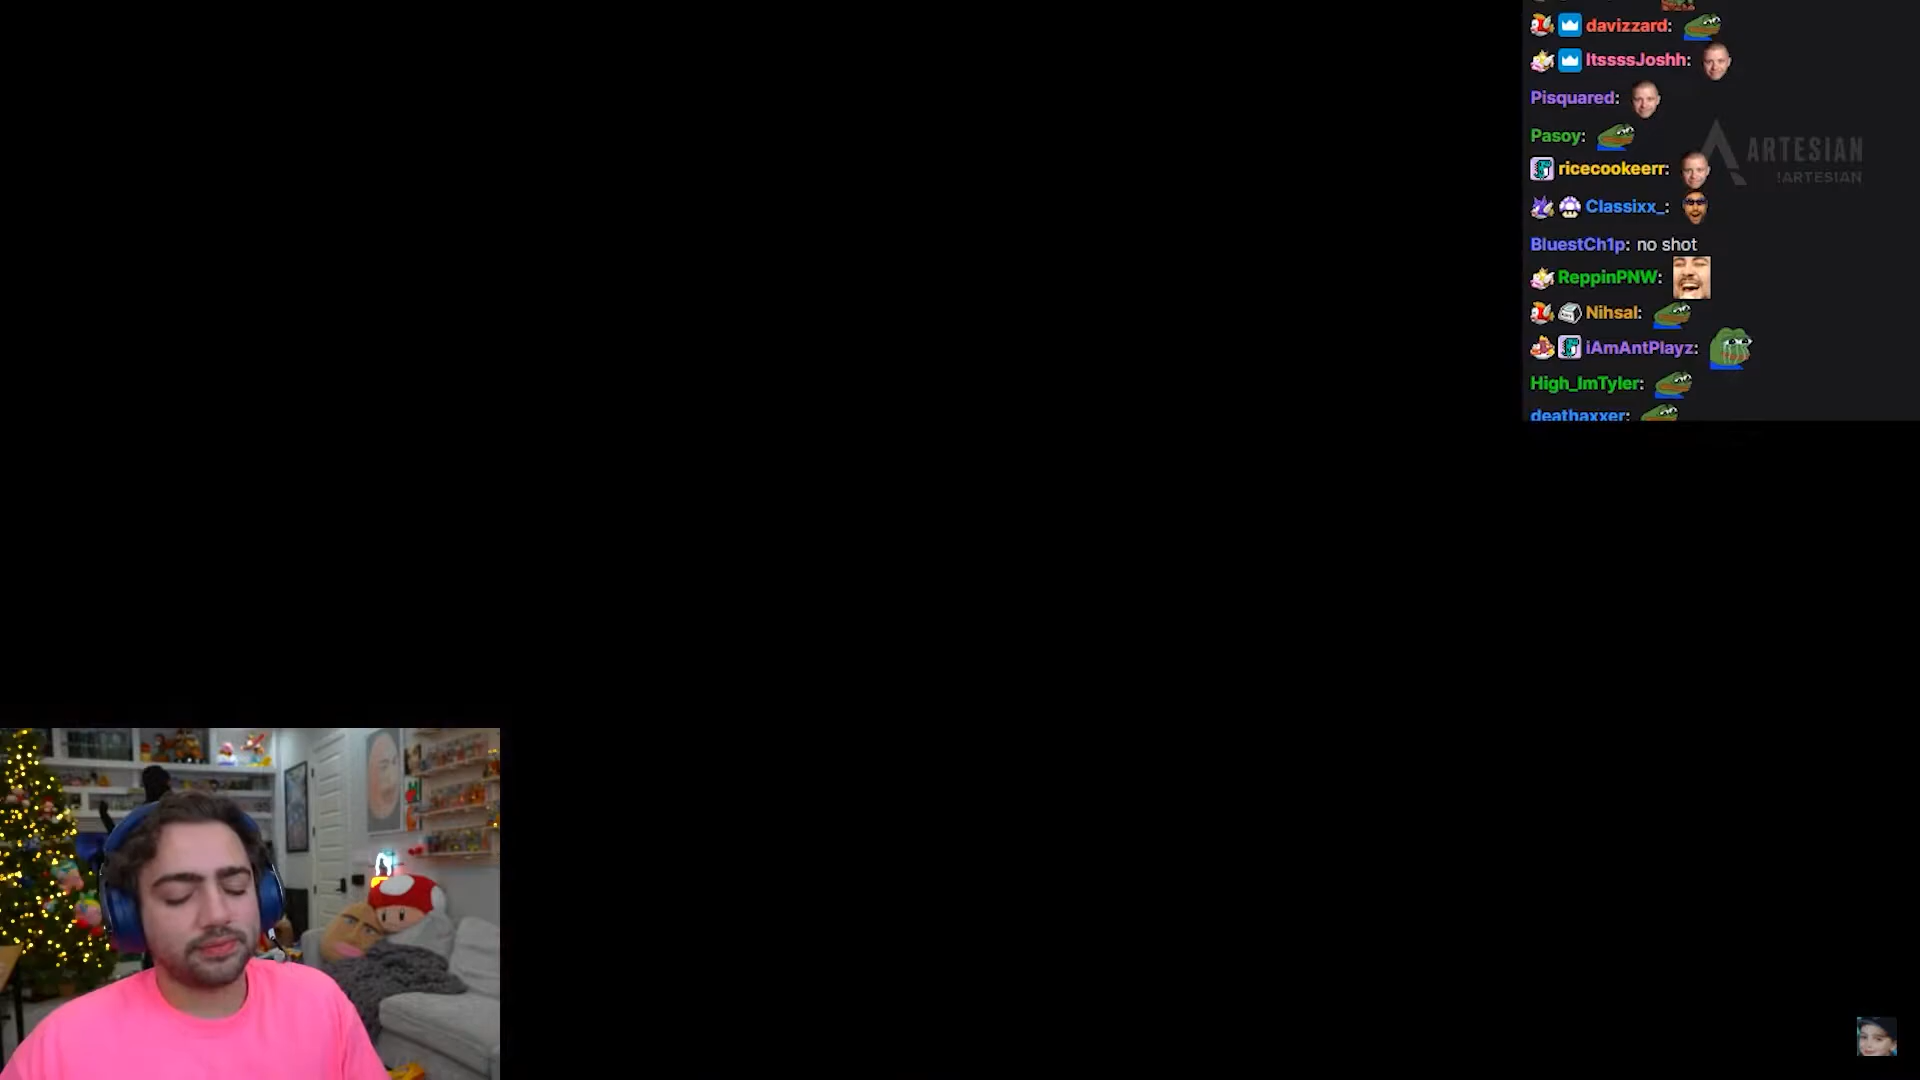 davizzard:
ItssssJoshh:
Pisquared:
Pasoy:
ARTESIAN
!ARTESIAN
ricecookeerr:
Classixx_:
BluestCh1p: no shot
ReppinPNW:
Nihsal:
iAmAntPlayz:
High_ImTyler:
deathaxxer: